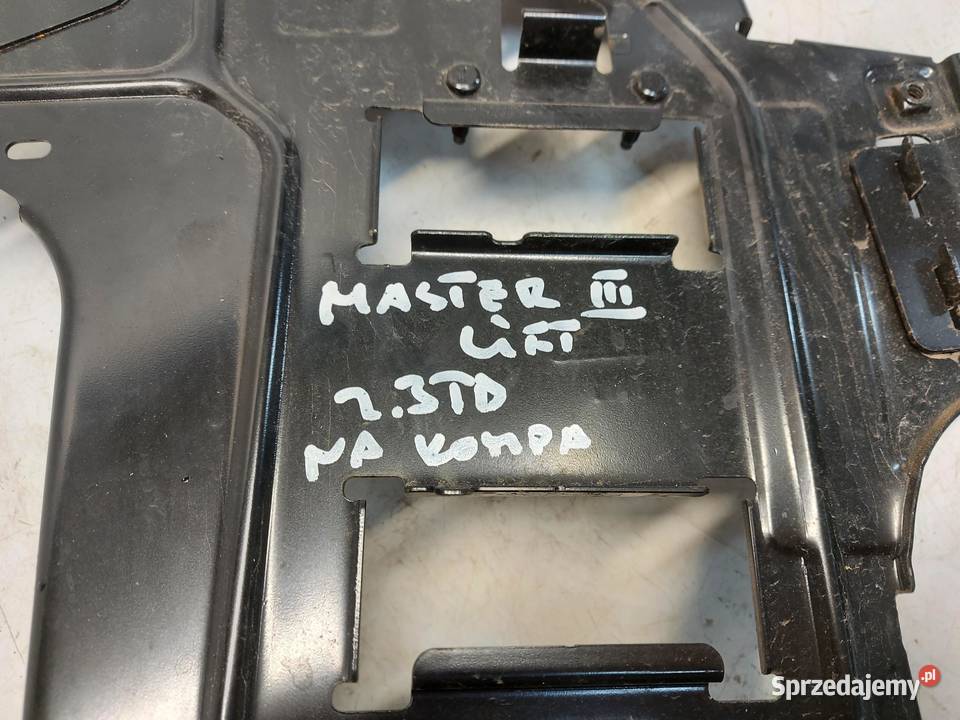 MASTER III
LIFT
2.3TD
NA KOMPA
Sprzedajemy.pl